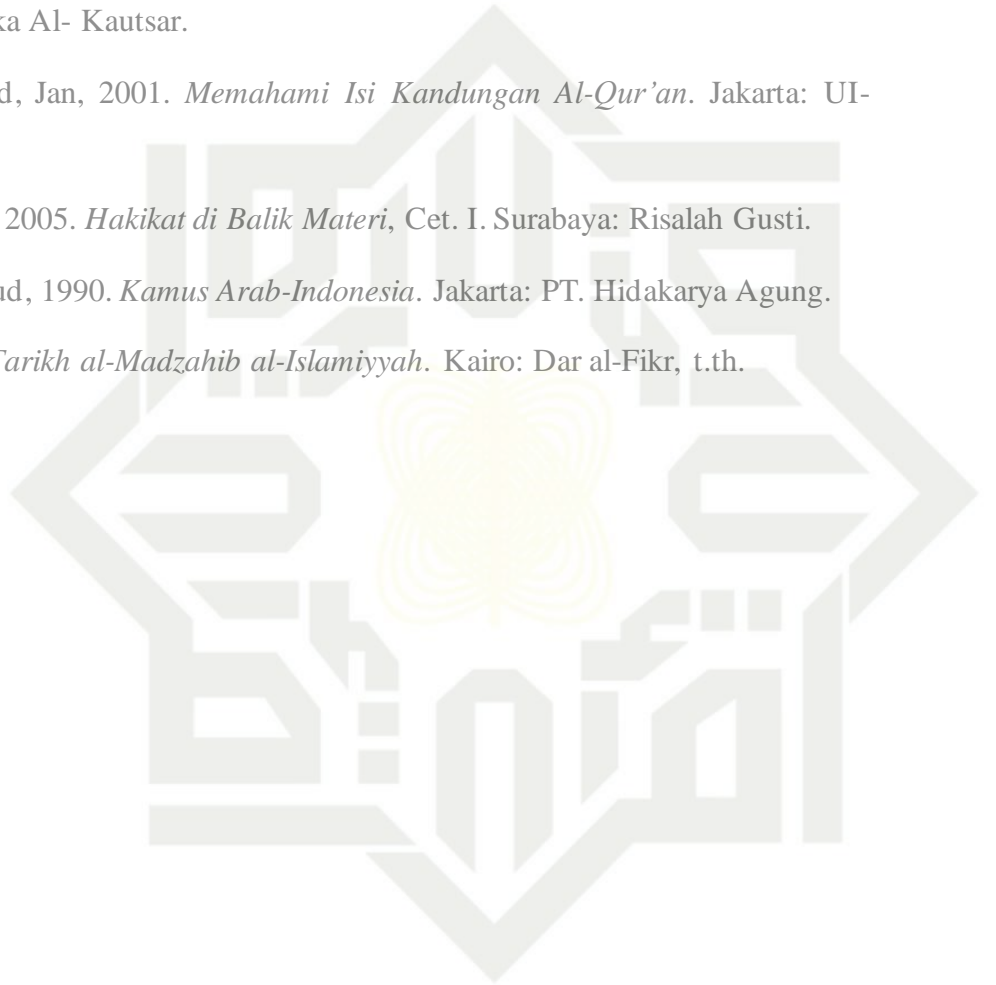 ka Al- Kautsar.
d, Jan, 2001. Memahami Isi Kandungan Al-Qur’an. Jakarta: UI-
2005. Hakikat di Balik Materi, Cet. I. Surabaya: Risalah Gusti.
ud, 1990. Kamus Arab-Indonesia. Jakarta: PT. Hidakarya Agung.
Tarikh al-Madzahib al-Islamiyyah. Kairo: Dar al-Fikr, t.th.